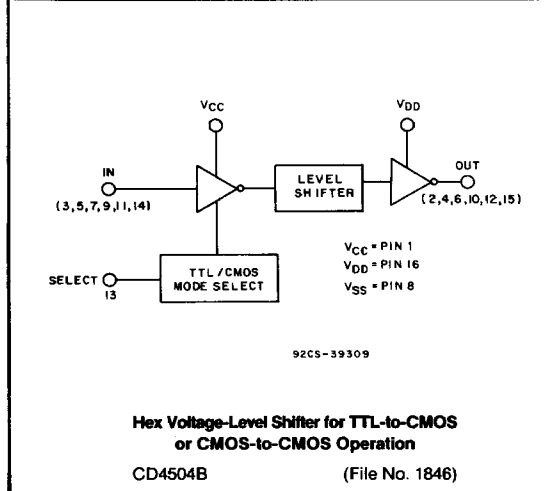 VCC
VDD
IN
LEVEL
SHIFTER
OUT
(3,5,7,9,11,14)
(2,4,6,10,12,15)
VCC = PIN 1
VDD = PIN 16
VSS = PIN 8
SELECT
13
TTL/CMOS
MODE SELECT
92CS-39309
Hex Voltage-Level Shifter for TTL-to-CMOS
or CMOS-to-CMOS Operation
CD4504B (File No. 1846)